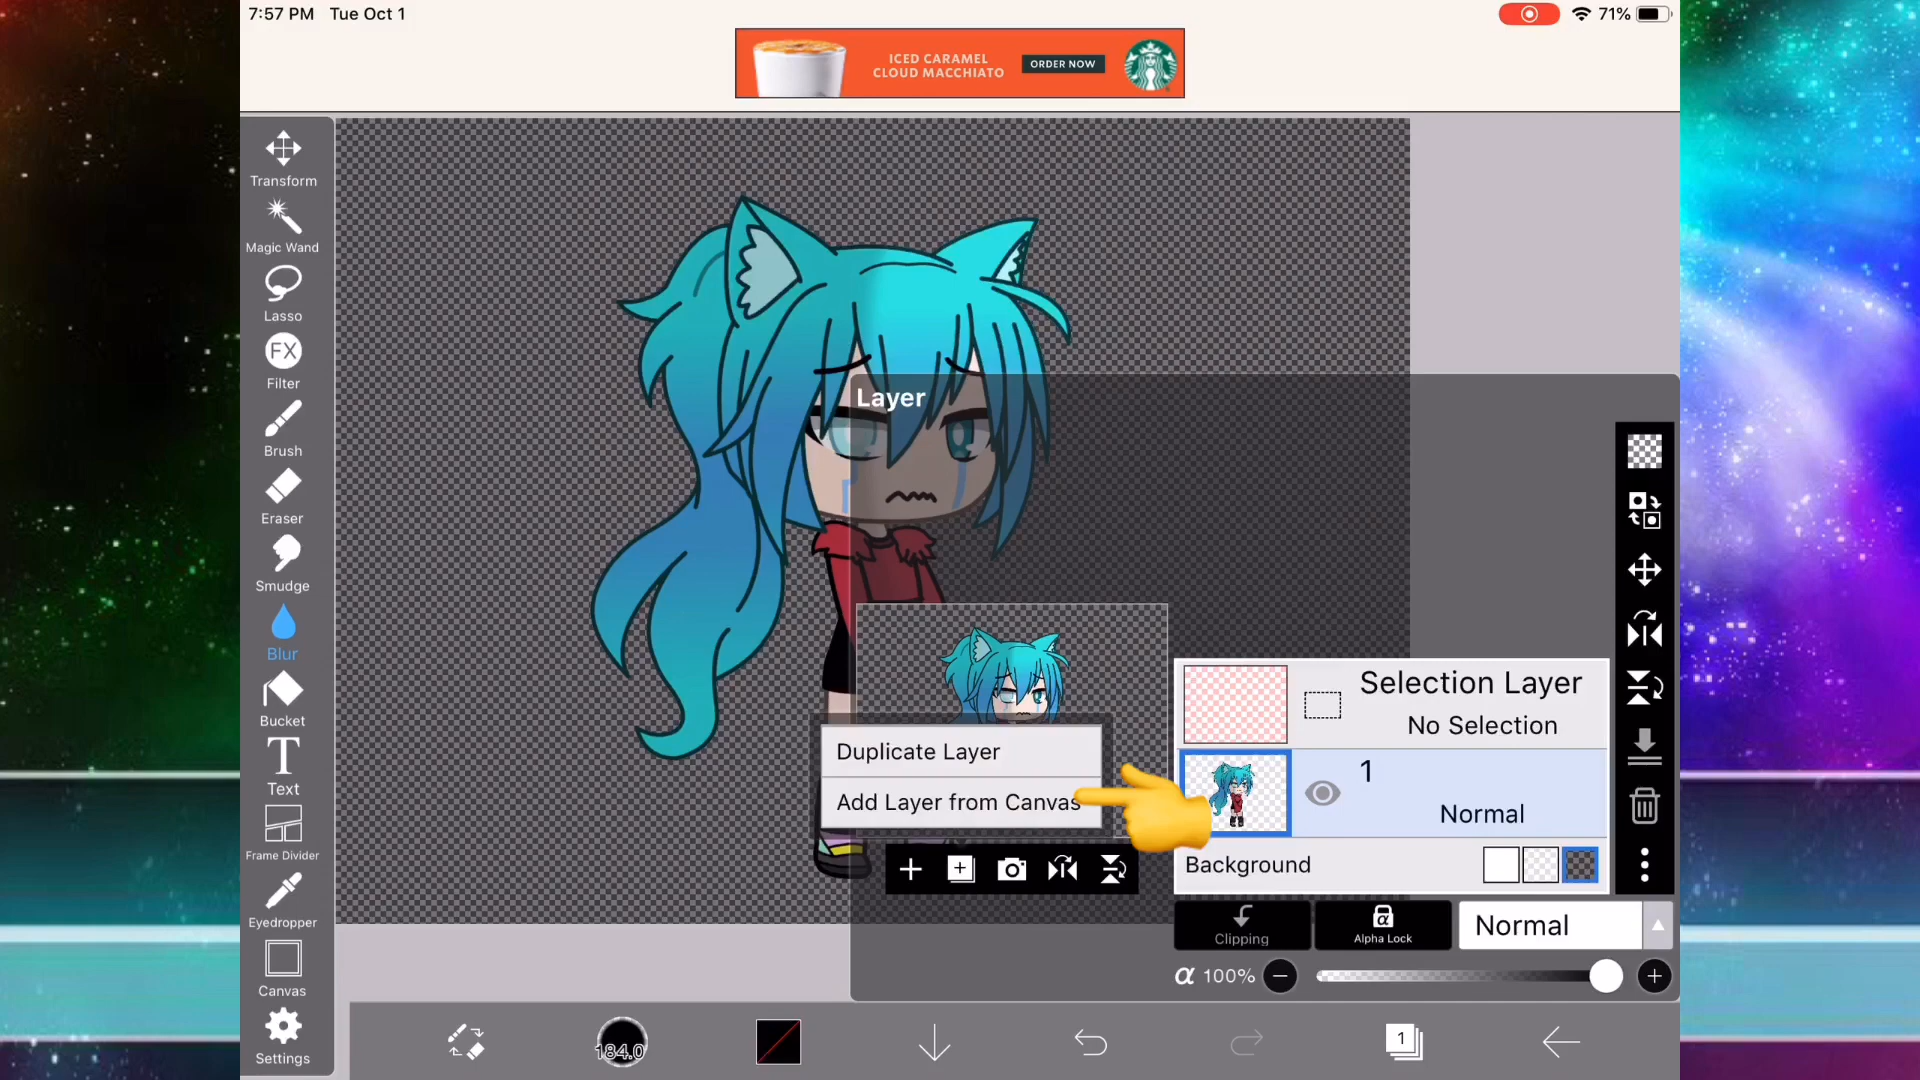 7:57 PM Tue Oct 1
71%
ICED CARAMEL
CLOUD MACCHIATO
ORDER NOW
Transform
Magic Wand
Lasso
FX
Filter
Brush
Eraser
Smudge
Blur
Bucket
T
Text
Frame Divider
Eyedropper
Canvas
Settings
Layer
Selection Layer
No Selection
1
Normal
Background
Duplicate Layer
Add Layer from Canvas
Clipping
α
Alpha Lock
Normal
α 100%
184.0
1